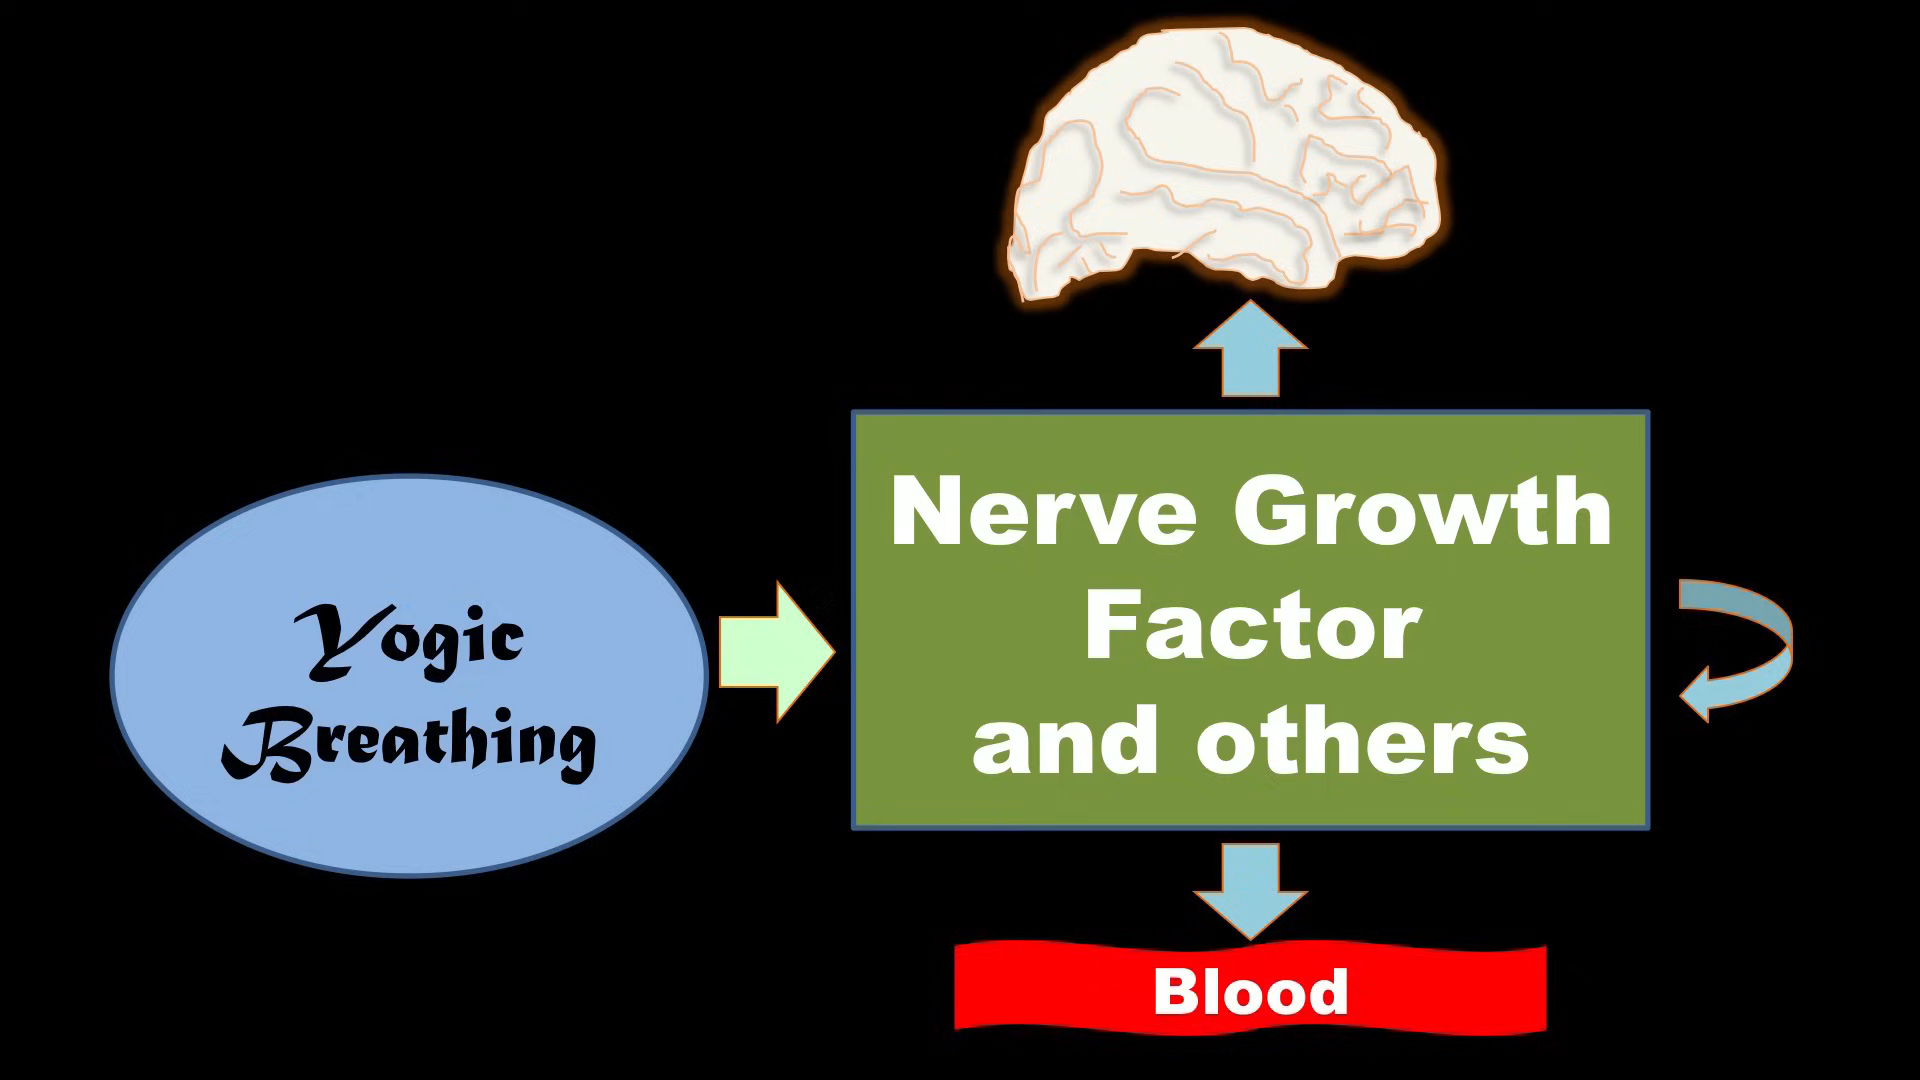 Yogic
Breathing
Nerve Growth
Factor
and others
Blood